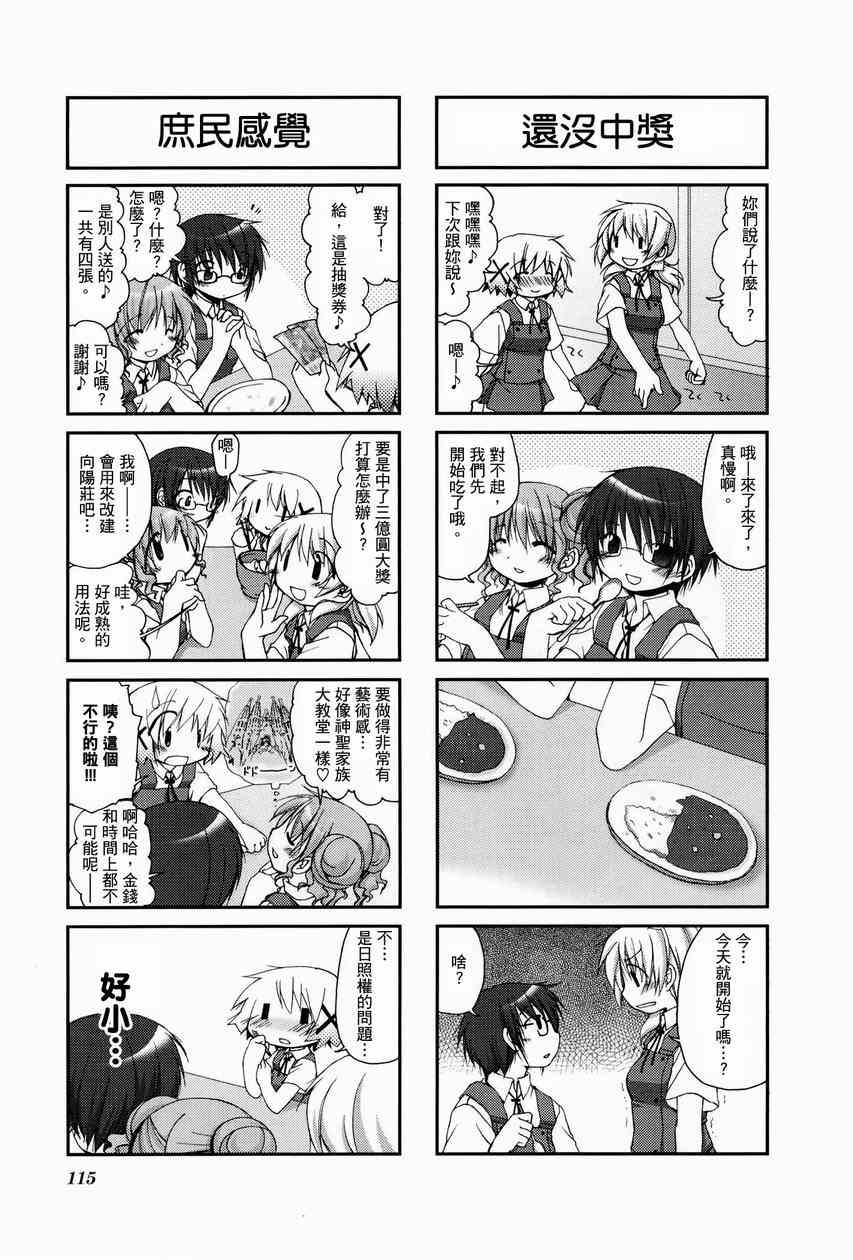 還沒中獎
妳們說了什麼—?
嘿嘿嘿♪
下次跟妳說～
嗯—♪
哦—來了來了，
真慢啊。
對不起，
我們先
開始吃了哦。
今…
今天就開始了嗎…?
啥?
庶民感覺
對了!
給，這是抽獎券♪
嗯?什麼?
怎麼了?
是別人送的♪
一共有四張。
可以嗎?
謝謝♪
要是中了三億圓大獎
打算怎麼辦～?
嗯—
我啊——
會用來改建
向陽莊吧…
哇，
好成熟的
用法呢。
要做得非常有
藝術感…
好像神聖家族
大教堂一樣♡
ドドーーン
咦?這個
不行的啦!!!
啊哈哈，金錢
和時間上都不
可能呢——
不…
是日照權的問題…
好小…
115